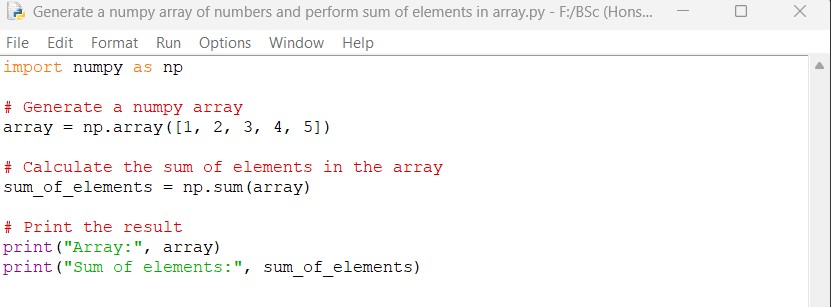 Generate a numpy array of numbers and perform sum of elements in array.py - F:/BSc (Hons...
File Edit Format Run Options Window Help
import numpy as np
# Generate a numpy array
array = np.array([1, 2, 3, 4, 5])
# Calculate the sum of elements in the array
sum_of_elements = np.sum(array)
# Print the result
print("Array:", array)
print("Sum of elements:", sum_of_elements)